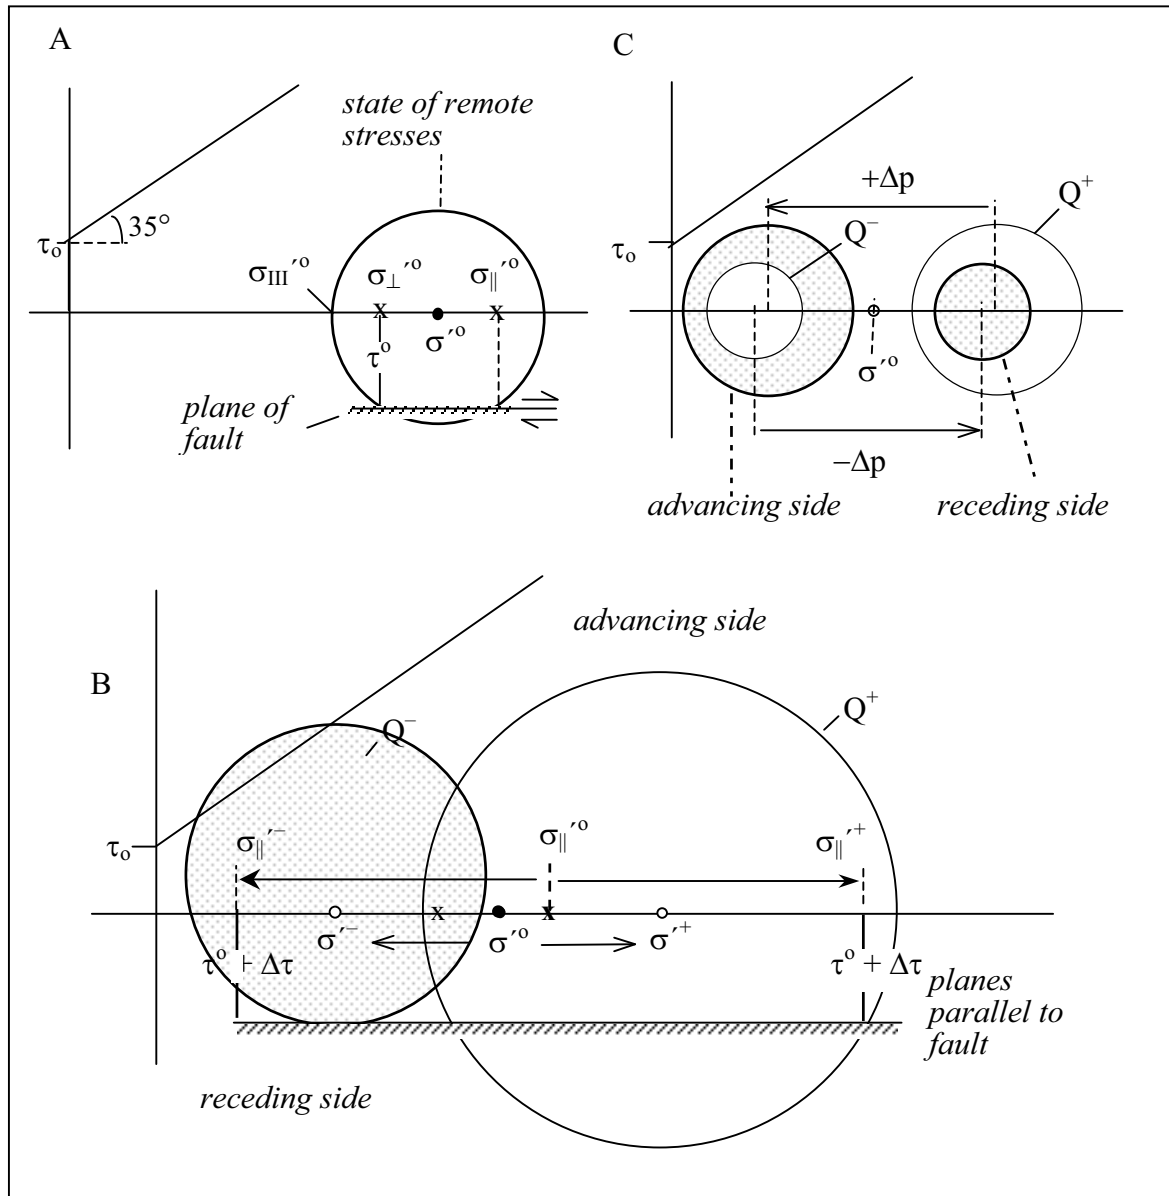 A
state of remote
stresses
τₒ
35°
σIII′ᵒ
σ⊥′ᵒ
σ∥′ᵒ
x
x
σ′ᵒ
τᵒ
plane of
fault
C
+Δp
Q⁺
Q⁻
τₒ
σ′ᵒ
−Δp
advancing side
receding side
B
advancing side
Q⁻
Q⁺
τₒ
σ∥′⁻
σ∥′ᵒ
σ∥′⁺
x
x
σ′⁻
σ′ᵒ
σ′⁺
τᵒ + Δτ
τᵒ + Δτ
planes
parallel to
fault
receding side